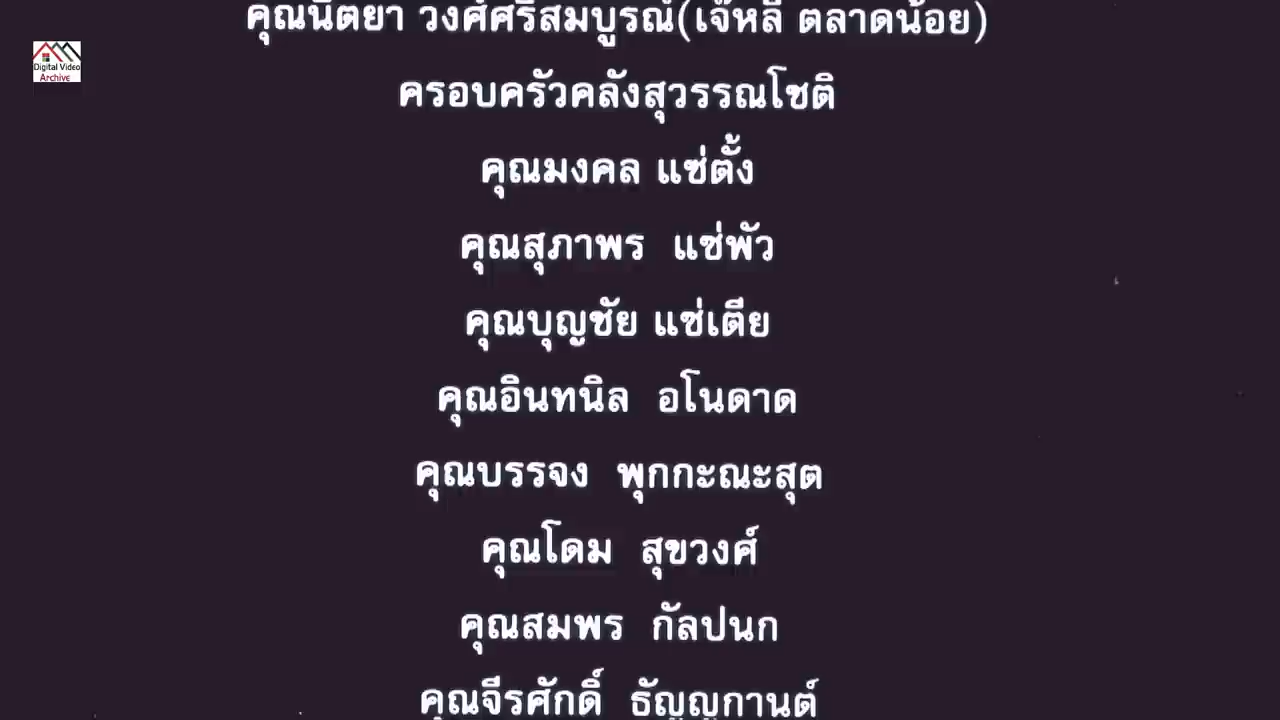 คุณนิตยา วงศ์ศรีสมบูรณ์(เจ๊หลี ตลาดน้อย)
Digital Video
Archive
ครอบครัวคลังสุวรรณโชติ
คุณมงคล แซ่ตั้ง
คุณสุภาพร แซ่พัว
คุณบุญชัย แซ่เตีย
คุณอินทนิล อโนดาด
คุณบรรจง พุกกะณะสุต
คุณโดม สุขวงศ์
คุณสมพร กัลปนก
คุณจีรศักดิ์ ธัญญกานต์